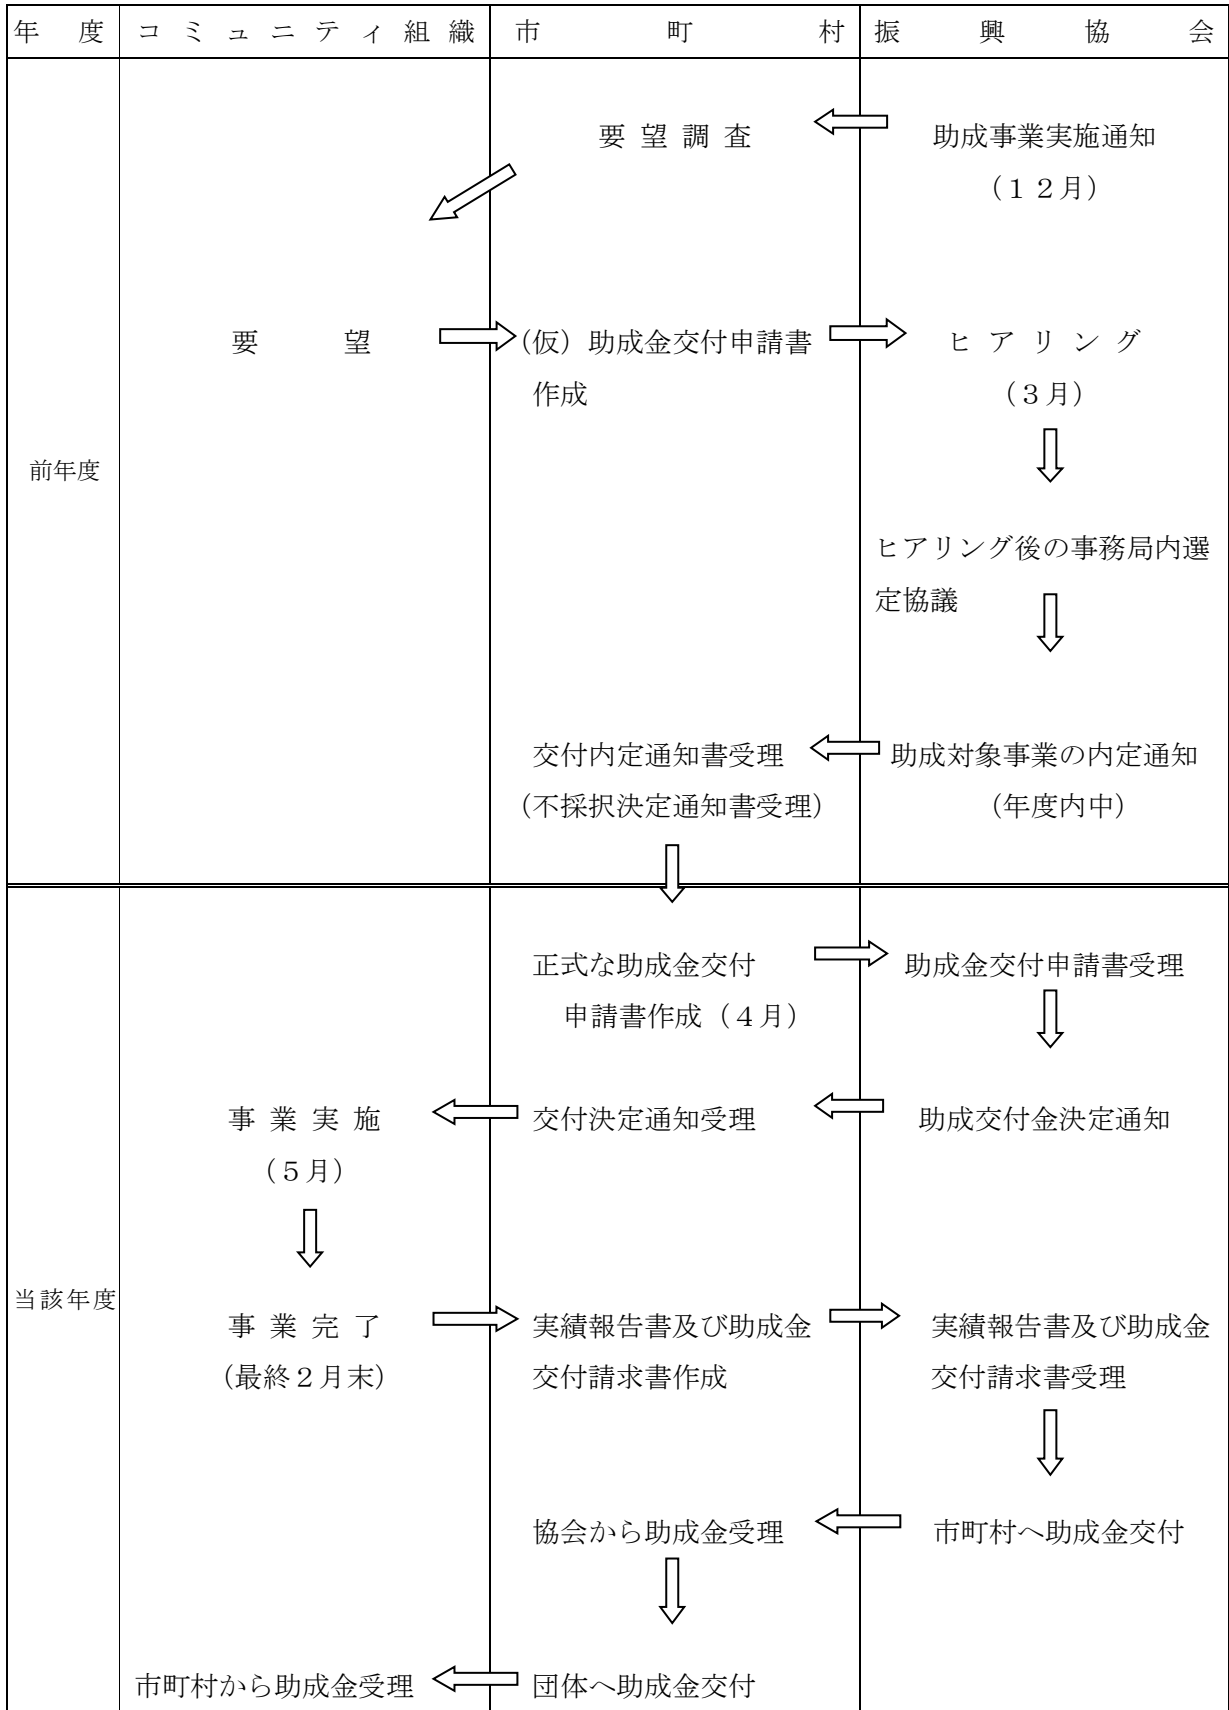 年度 コミュニティ組織 市町村 振興協会
要望調査 助成事業実施通知
（１２月）
要望 （仮）助成金交付申請書 ヒアリング
作成 （３月）
前年度
ヒアリング後の事務局内選
定協議
交付内定通知書受理 助成対象事業の内定通知
（不採択決定通知書受理） （年度内中）
正式な助成金交付 助成金交付申請書受理
申請書作成（４月）
事業実施 交付決定通知受理 助成交付金決定通知
（５月）
当該年度
事業完了 実績報告書及び助成金 実績報告書及び助成金
（最終２月末） 交付請求書作成 交付請求書受理
協会から助成金受理 市町村へ助成金交付
市町村から助成金受理 団体へ助成金交付